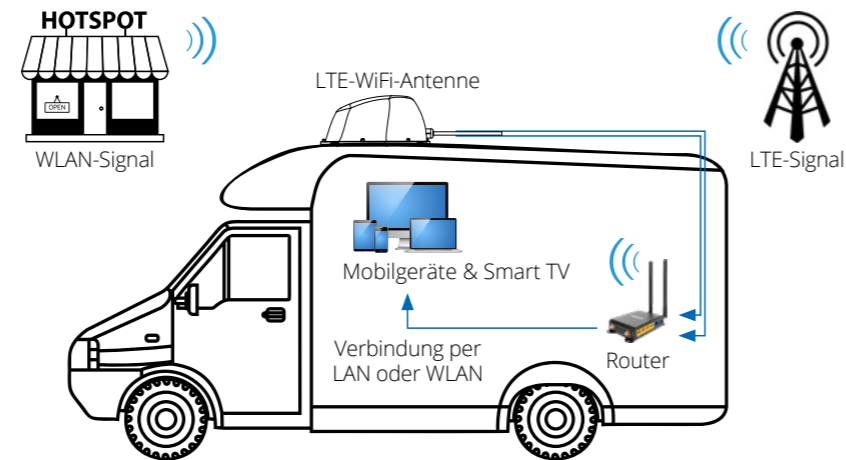 HOTSPOT
OPEN
WLAN-Signal
LTE-WiFi-Antenne
LTE-Signal
Mobilgeräte & Smart TV
Verbindung per
LAN oder WLAN
Router